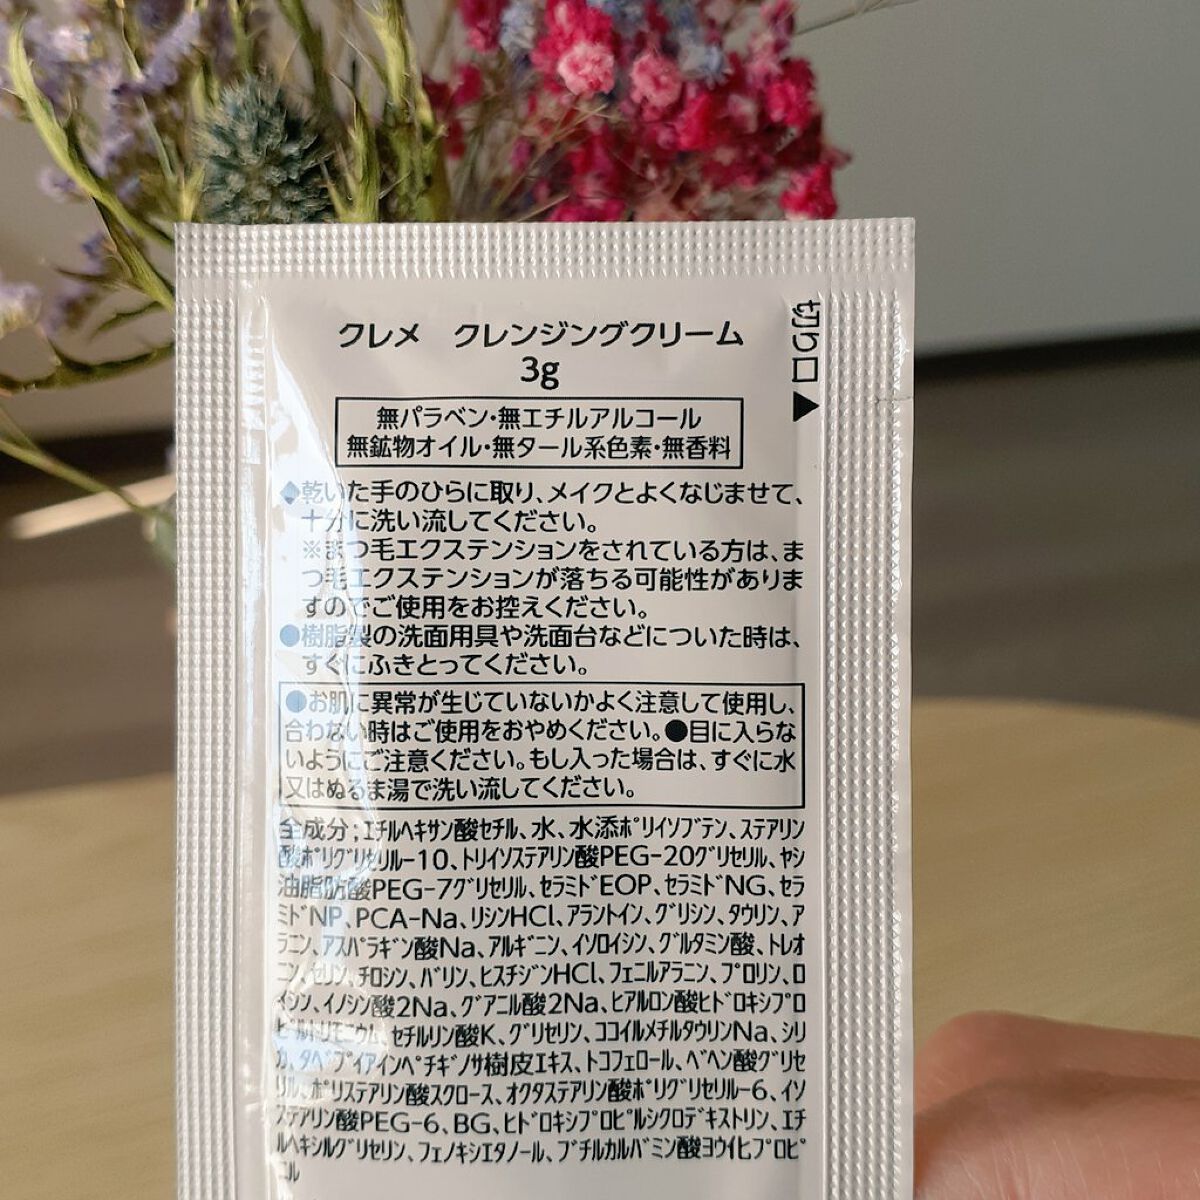 クレメ　クレンジングクリーム
3g
切り口
無パラベン・無エチルアルコール
無鉱物オイル・無タール系色素・無香料
◆乾いた手のひらに取り、メイクとよくなじませて、
十分に洗い流してください。
※まつ毛エクステンションをされている方は、ま
つ毛エクステンションが落ちる可能性がありま
すのでご使用をお控えください。
●樹脂製の洗面用具や洗面台などについた時は、
すぐにふきとってください。
●お肌に異常が生じていないかよく注意して使用し、
合わない時はご使用をおやめください。●目に入らな
いようにご注意ください。もし入った場合は、すぐに水
又はぬるま湯で洗い流してください。
全成分；ｴﾁﾙﾍｷｻﾝ酸ｾﾁﾙ、水、水添ﾎﾟﾘｲｿﾌﾞﾃﾝ、ｽﾃｱﾘﾝ
酸ﾎﾟﾘｸﾞﾘｾﾘﾙｰ10、ﾄﾘｲｿｽﾃｱﾘﾝ酸PEG-20ｸﾞﾘｾﾘﾙ、ﾔｼ
油脂肪酸PEG-7ｸﾞﾘｾﾘﾙ、ｾﾗﾐﾄﾞEOP、ｾﾗﾐﾄﾞNG、ｾﾗ
ﾐﾄﾞNP、PCA-Na、ﾘｼﾝHCl、ｱﾗﾝﾄｲﾝ、ｸﾞﾘｼﾝ、ﾀｳﾘﾝ、ｱ
ﾗﾆﾝ、ｱｽﾊﾟﾗｷﾞﾝ酸Na、ｱﾙｷﾞﾆﾝ、ｲｿﾛｲｼﾝ、ｸﾞﾙﾀﾐﾝ酸、ﾄﾚｵ
ﾆﾝ、ｾﾘﾝ、ﾁﾛｼﾝ、ﾊﾞﾘﾝ、ﾋｽﾁｼﾞﾝHCl、ﾌｪﾆﾙｱﾗﾆﾝ、ﾌﾟﾛﾘﾝ、ﾛ
ｲｼﾝ、ｲﾉｼﾝ酸2Na、ｸﾞｱﾆﾙ酸2Na、ﾋｱﾙﾛﾝ酸ﾋﾄﾞﾛｷｼﾌﾟﾛ
ﾋﾟﾙﾄﾘﾓﾆｳﾑ、ｾﾁﾙﾘﾝ酸K、ｸﾞﾘｾﾘﾝ、ｺｺｲﾙﾒﾁﾙﾀｳﾘﾝNa、ｼﾘ
ｶ、ﾀﾍﾞﾌﾞｲｱｲﾝﾍﾟﾁｷﾞﾉｻ樹皮ｴｷｽ、ﾄｺﾌｪﾛｰﾙ、ﾍﾞﾍﾝ酸ｸﾞﾘｾ
ﾘﾙ、ﾎﾟﾘｽﾃｱﾘﾝ酸ｽｸﾛｰｽ、ｵｸﾀｽﾃｱﾘﾝ酸ﾎﾟﾘｸﾞﾘｾﾘﾙｰ6、ｲｿ
ｽﾃｱﾘﾝ酸PEG-6、BG、ﾋﾄﾞﾛｷｼﾌﾟﾛﾋﾟﾙｼｸﾛﾃﾞｷｽﾄﾘﾝ、ｴﾁ
ﾙﾍｷｼﾙｸﾞﾘｾﾘﾝ、ﾌｪﾉｷｼｴﾀﾉｰﾙ、ﾌﾞﾁﾙｶﾙﾊﾞﾐﾝ酸ﾖｳ化ﾌﾟﾛﾋﾟ
ﾆﾙ